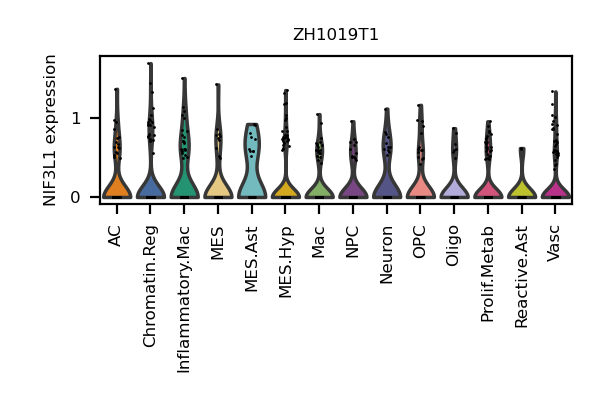 ZH1019T1
NIF3L1 expression
1
0
AC
Chromatin.Reg
Inflammatory.Mac
MES
MES.Ast
MES.Hyp
Mac
NPC
Neuron
OPC
Oligo
Prolif.Metab
Reactive.Ast
Vasc